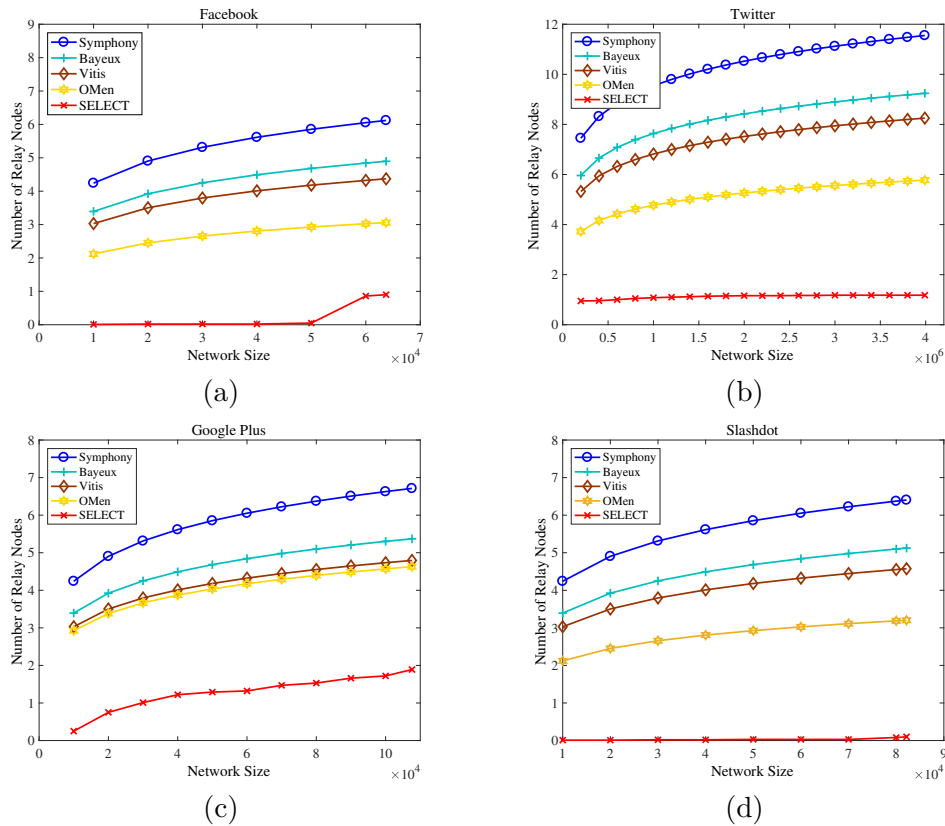 Facebook
Number of Relay Nodes
9
8
7
6
5
4
3
2
1
0
Symphony
Bayeux
Vitis
OMen
SELECT
0 1 2 3 4 5 6 7
×10^4
Network Size
(a)
Twitter
Number of Relay Nodes
12
10
8
6
4
2
0
Symphony
Bayeux
Vitis
OMen
SELECT
0 0.5 1 1.5 2 2.5 3 3.5 4
×10^6
Network Size
(b)
Google Plus
Number of Relay Nodes
8
7
6
5
4
3
2
1
0
Symphony
Bayeux
Vitis
OMen
SELECT
0 2 4 6 8 10
×10^4
Network Size
(c)
Slashdot
Number of Relay Nodes
8
7
6
5
4
3
2
1
0
Symphony
Bayeux
Vitis
OMen
SELECT
1 2 3 4 5 6 7 8 9
×10^4
Network Size
(d)